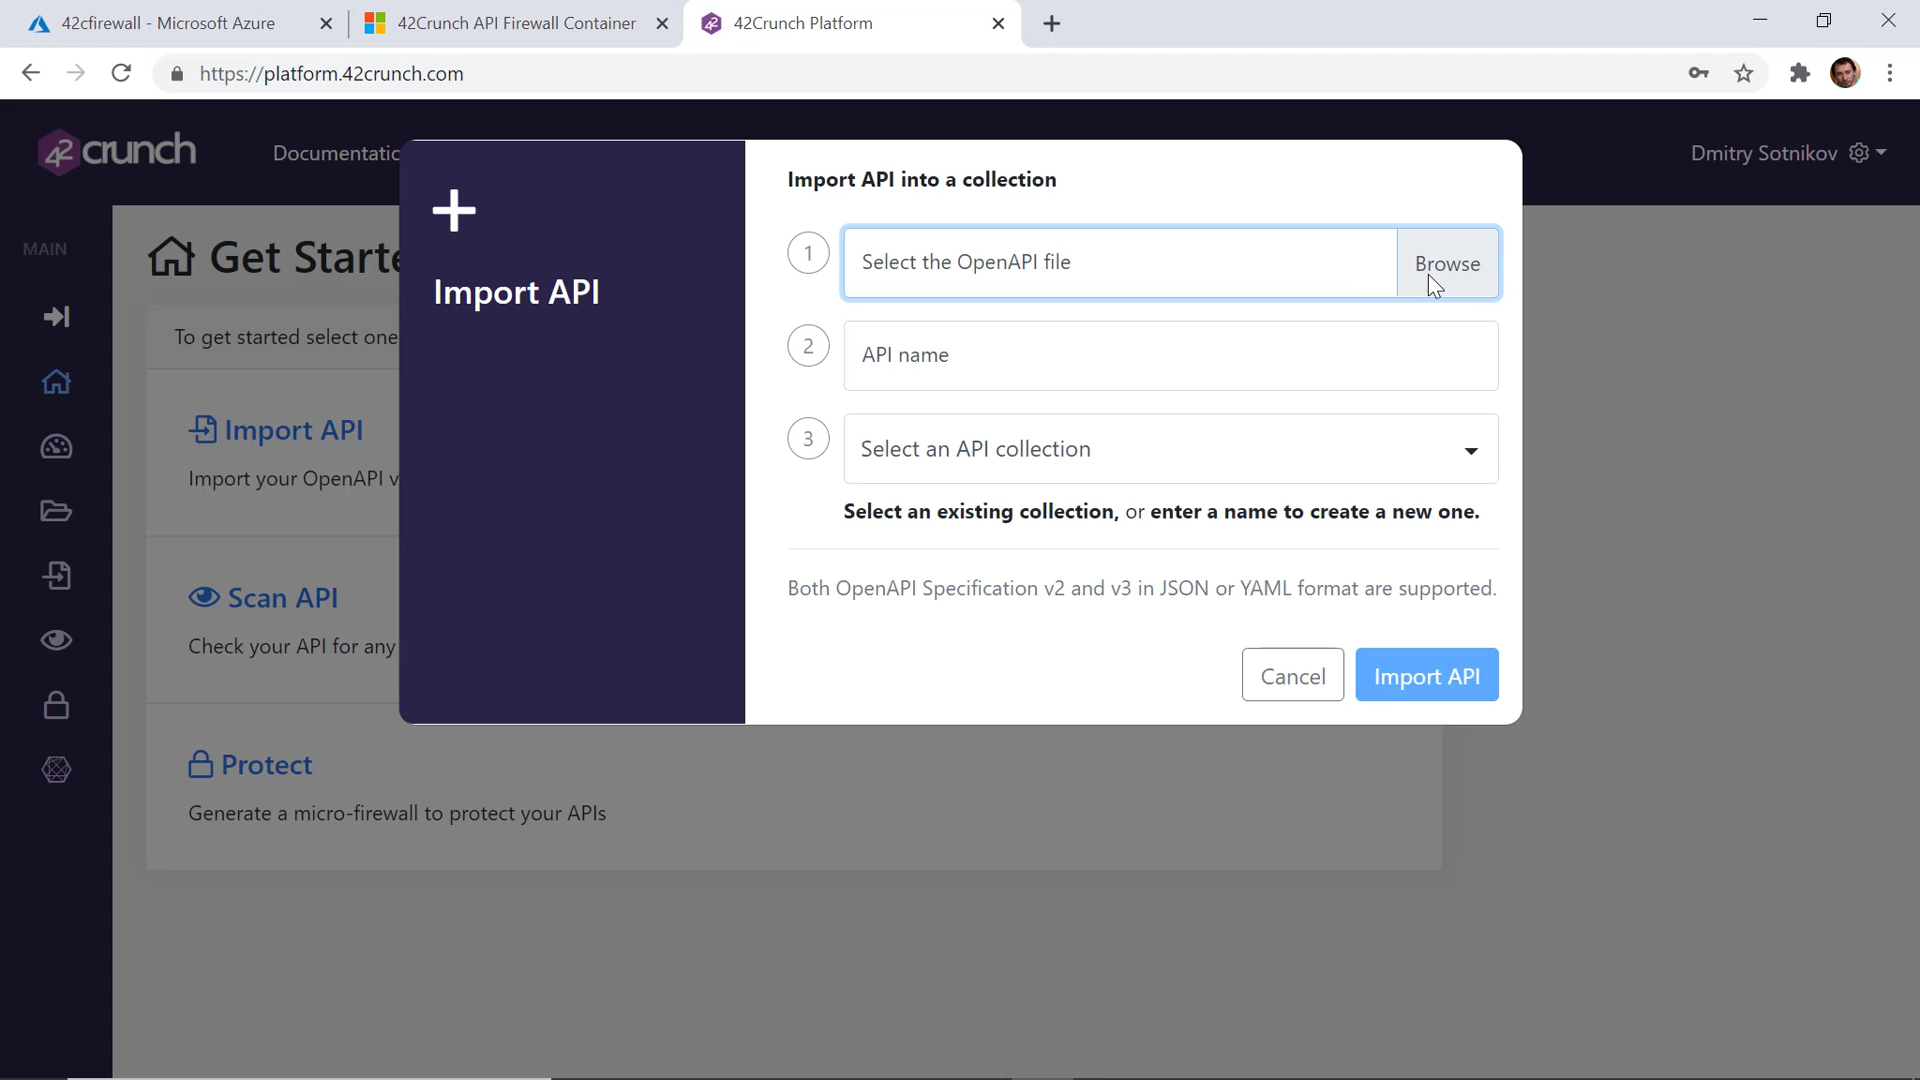 42cfirewall - Microsoft Azure
42Crunch API Firewall Container
42Crunch Platform
https://platform.42crunch.com
42crunch
Documentatic
Dmitry Sotnikov
MAIN
Get Starte
To get started select one
Import API
Import your OpenAPI v
Scan API
Check your API for any
Protect
Generate a micro-firewall to protect your APIs
Import API
Import API into a collection
1
Select the OpenAPI file
Browse
2
API name
3
Select an API collection
Select an existing collection, or enter a name to create a new one.
Both OpenAPI Specification v2 and v3 in JSON or YAML format are supported.
Cancel
Import API